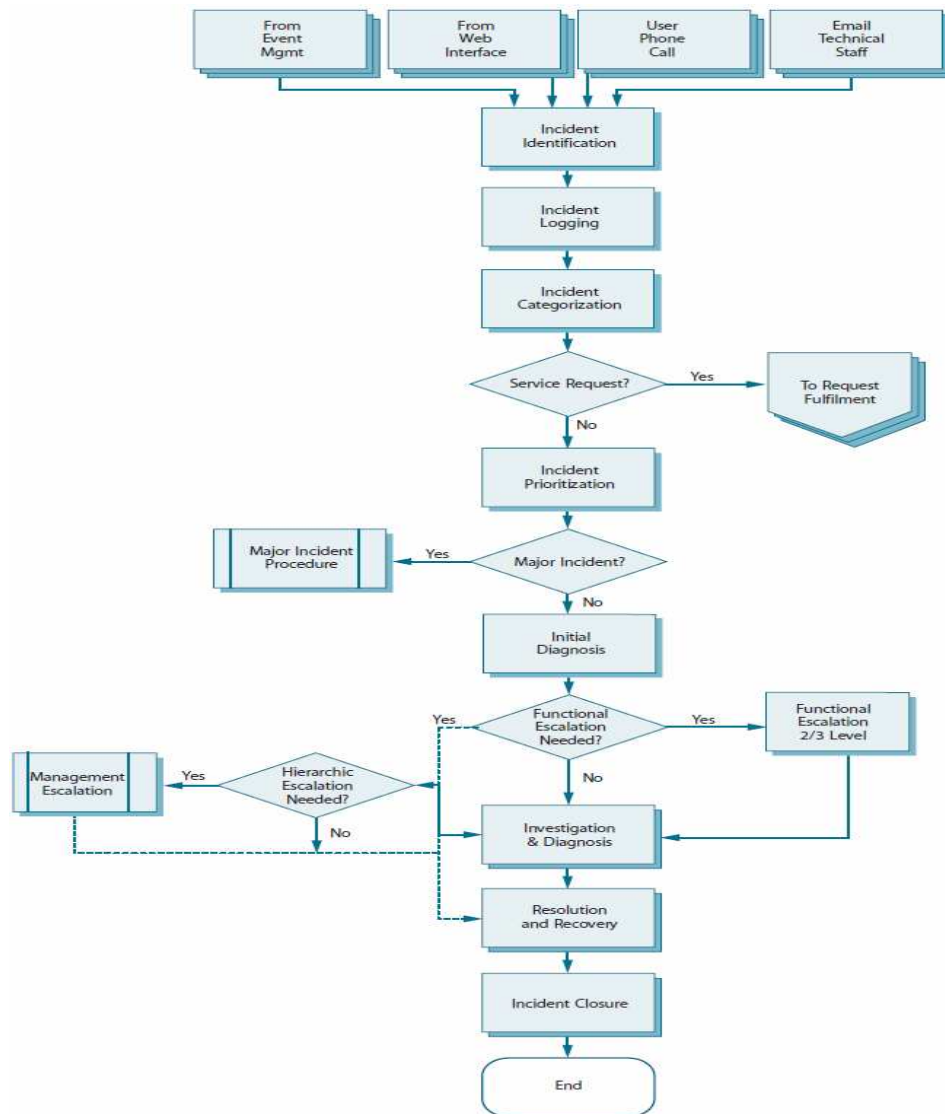 From
Event
Mgmt
From
Web
Interface
User
Phone
Call
Email
Technical
Staff
Incident
Identification
Incident
Logging
Incident
Categorization
Service Request?
Yes
To Request
Fulfilment
No
Incident
Prioritization
Major Incident
Procedure
Yes
Major Incident?
No
Initial
Diagnosis
Yes
Functional
Escalation
Needed?
Yes
Functional
Escalation
2/3 Level
Management
Escalation
Yes
Hierarchic
Escalation
Needed?
No
No
Investigation
& Diagnosis
Resolution
and Recovery
Incident Closure
End